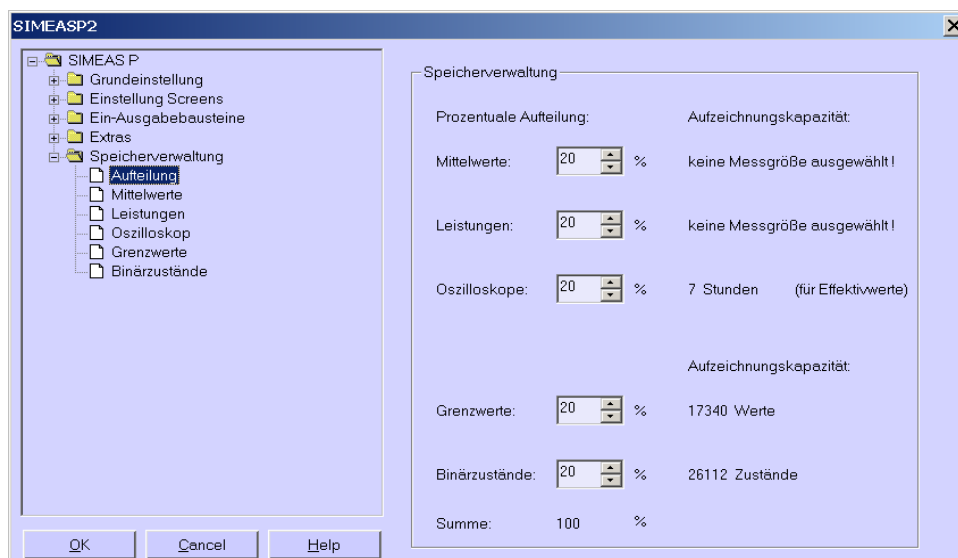 SIMEASP2
SIMEAS P
Grundeinstellung
Einstellung Screens
Ein-Ausgabebausteine
Extras
Speicherverwaltung
Aufteilung
Mittelwerte
Leistungen
Oszilloskop
Grenzwerte
Binärzustände
OK Cancel Help
Speicherverwaltung
Prozentuale Aufteilung: Aufzeichnungskapazität:
Mittelwerte: 20 % keine Messgröße ausgewählt!
Leistungen: 20 % keine Messgröße ausgewählt!
Oszilloskope: 20 % 7 Stunden (für Effektivwerte)
Aufzeichnungskapazität:
Grenzwerte: 20 % 17340 Werte
Binärzustände: 20 % 26112 Zustände
Summe: 100 %